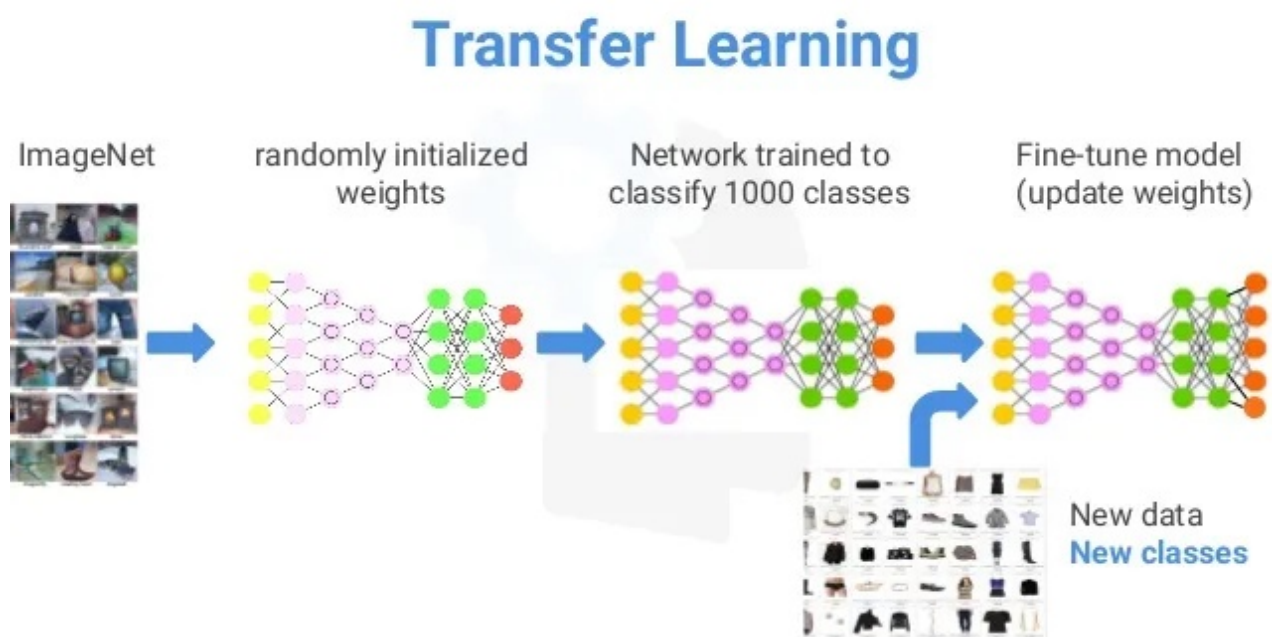 Transfer Learning
ImageNet
randomly initialized
weights
Network trained to
classify 1000 classes
Fine-tune model
(update weights)
New data
New classes